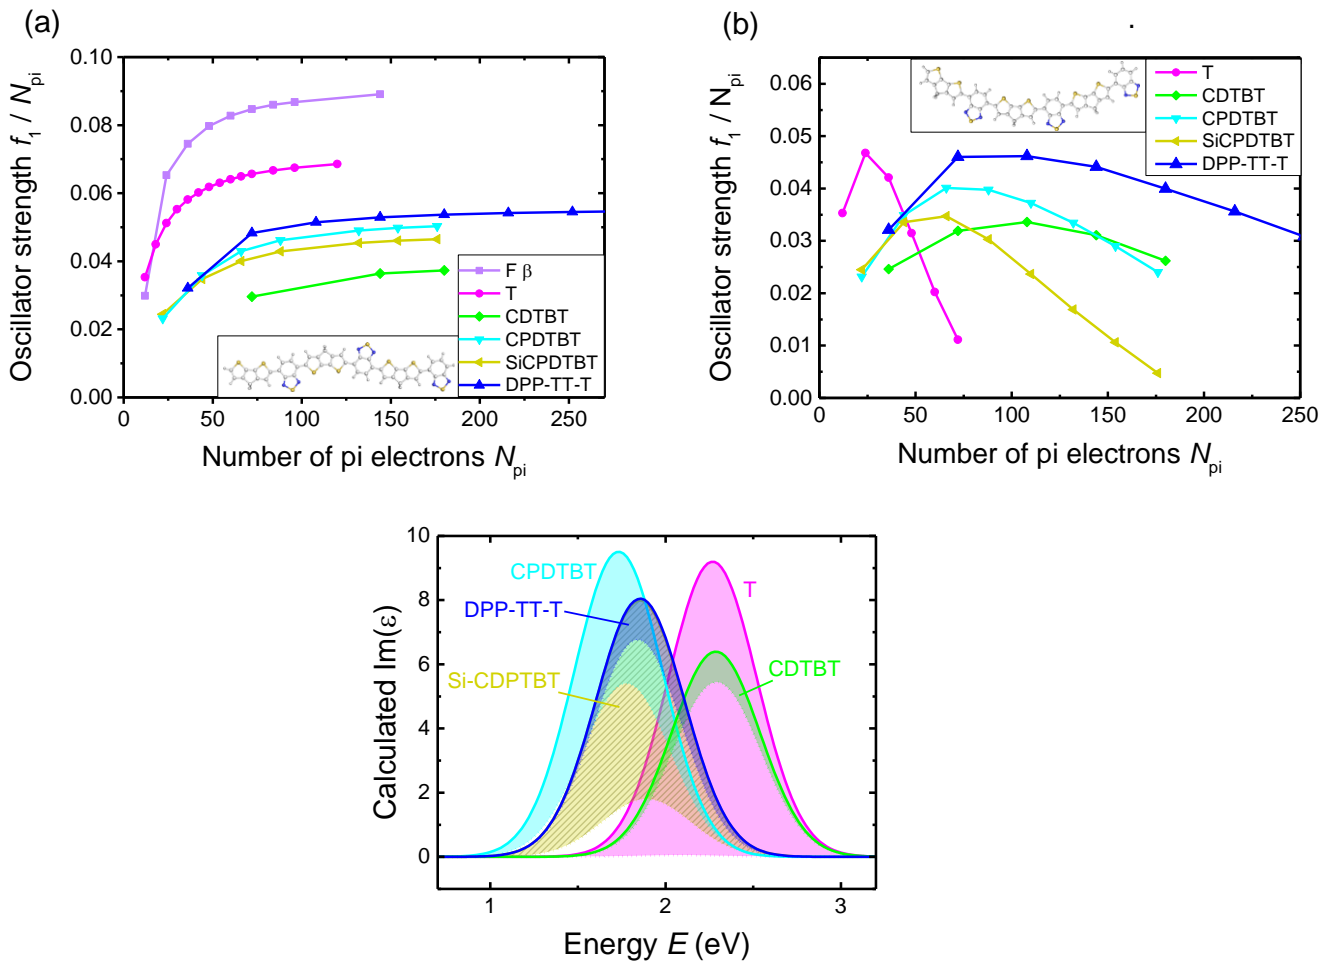 (a)
0.10
0.08
0.06
0.04
0.02
0.00
0
50
100
150
200
250
Oscillator strength f1 / Npi
Number of pi electrons Npi
F β
T
CDTBT
CPDTBT
SiCPDTBT
DPP-TT-T
(b)
.
0.06
0.05
0.04
0.03
0.02
0.01
0.00
0
50
100
150
200
250
Oscillator strength f1 / Npi
Number of pi electrons Npi
T
CDTBT
CPDTBT
SiCPDTBT
DPP-TT-T
10
8
6
4
2
0
1
2
3
Calculated Im(ε)
Energy E (eV)
CPDTBT
DPP-TT-T
Si-CDPTBT
T
CDTBT